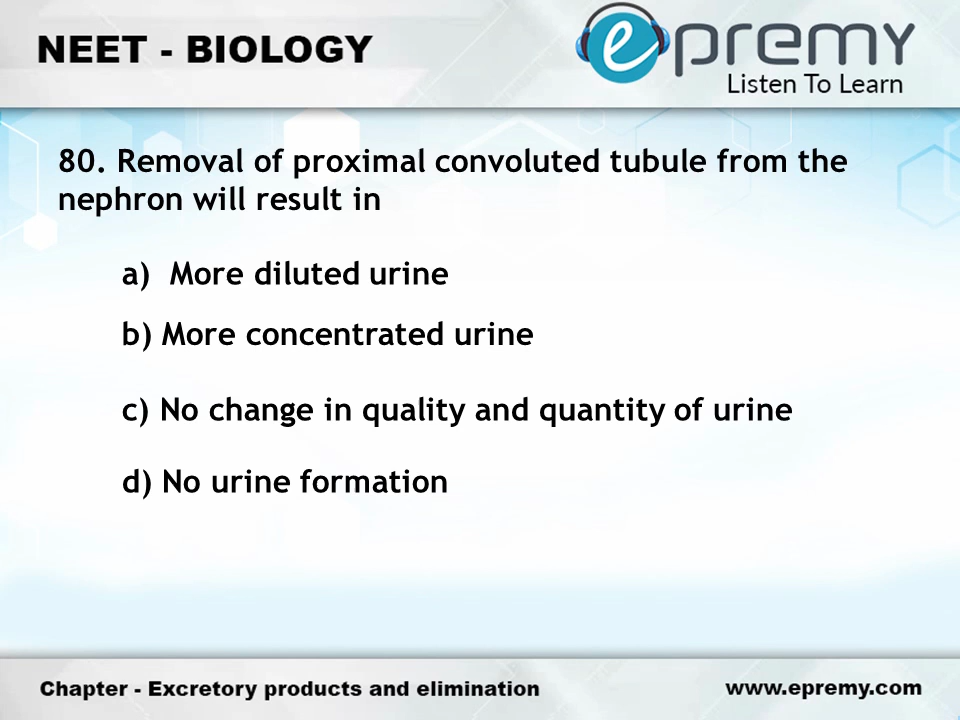 NEET - BIOLOGY
epremy
Listen To Learn
80. Removal of proximal convoluted tubule from the
nephron will result in
a) More diluted urine
b) More concentrated urine
c) No change in quality and quantity of urine
d) No urine formation
Chapter - Excretory products and elimination
www.epremy.com